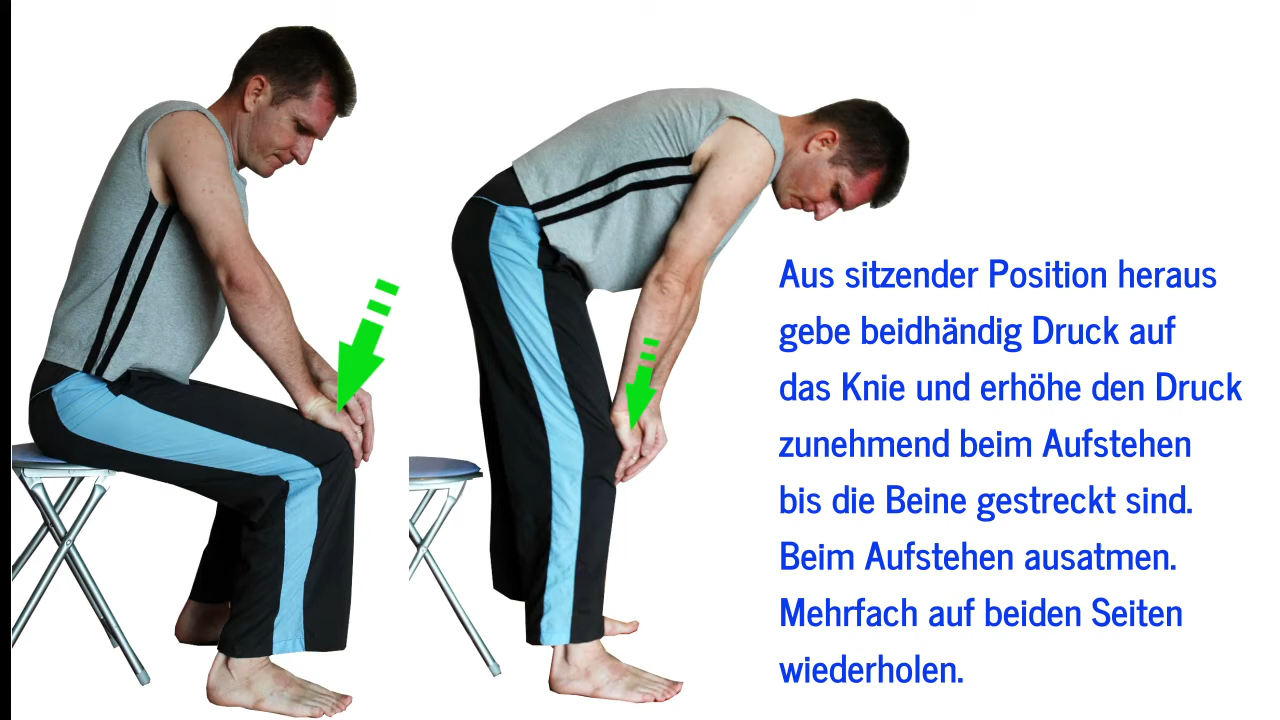 Aus sitzender Position heraus
gebe beidhändig Druck auf
das Knie und erhöhe den Druck
zunehmend beim Aufstehen
bis die Beine gestreckt sind.
Beim Aufstehen ausatmen.
Mehrfach auf beiden Seiten
wiederholen.